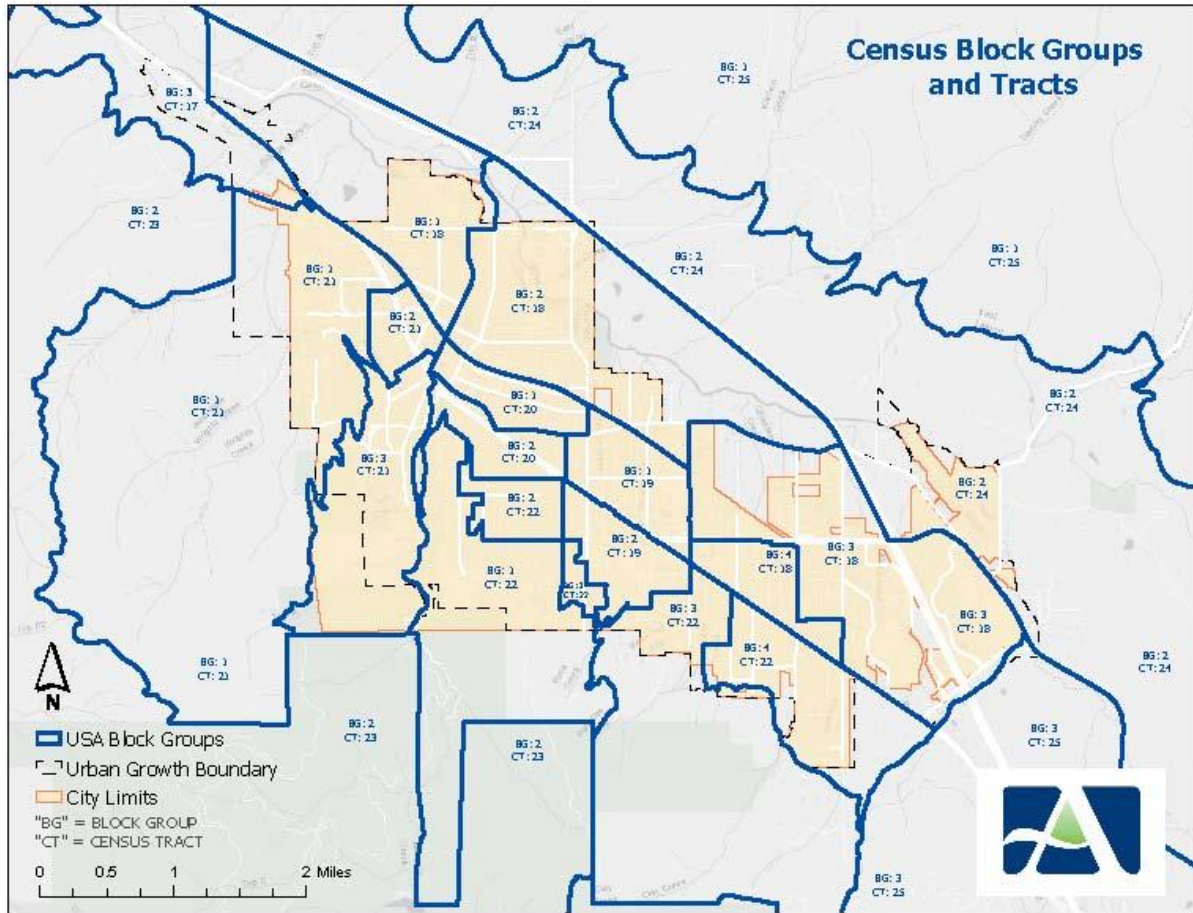 Census Block Groups
and Tracts
BG: 3
CT: 17
BG: 2
CT: 24
BG: 1
CT: 25
BG: 2
CT: 23
BG: 1
CT: 18
BG: 2
CT: 24
BG: 1
CT: 25
BG: 1
CT: 21
BG: 2
CT: 21
BG: 2
CT: 18
BG: 1
CT: 21
BG: 1
CT: 20
BG: 2
CT: 24
BG: 3
CT: 21
BG: 2
CT: 20
BG: 1
CT: 19
BG: 2
CT: 24
BG: 2
CT: 22
BG: 2
CT: 19
BG: 4
CT: 18
BG: 3
CT: 18
BG: 1
CT: 22
CT: 22
BG: 3
CT: 22
BG: 3
CT: 18
BG: 4
CT: 22
BG: 1
CT: 21
BG: 2
CT: 24
N
BG: 2
CT: 23
BG: 2
CT: 23
BG: 3
CT: 25
BG: 3
CT: 25
USA Block Groups
Urban Growth Boundary
City Limits
"BG" = BLOCK GROUP
"CT" = CENSUS TRACT
0 0.5 1 2 Miles